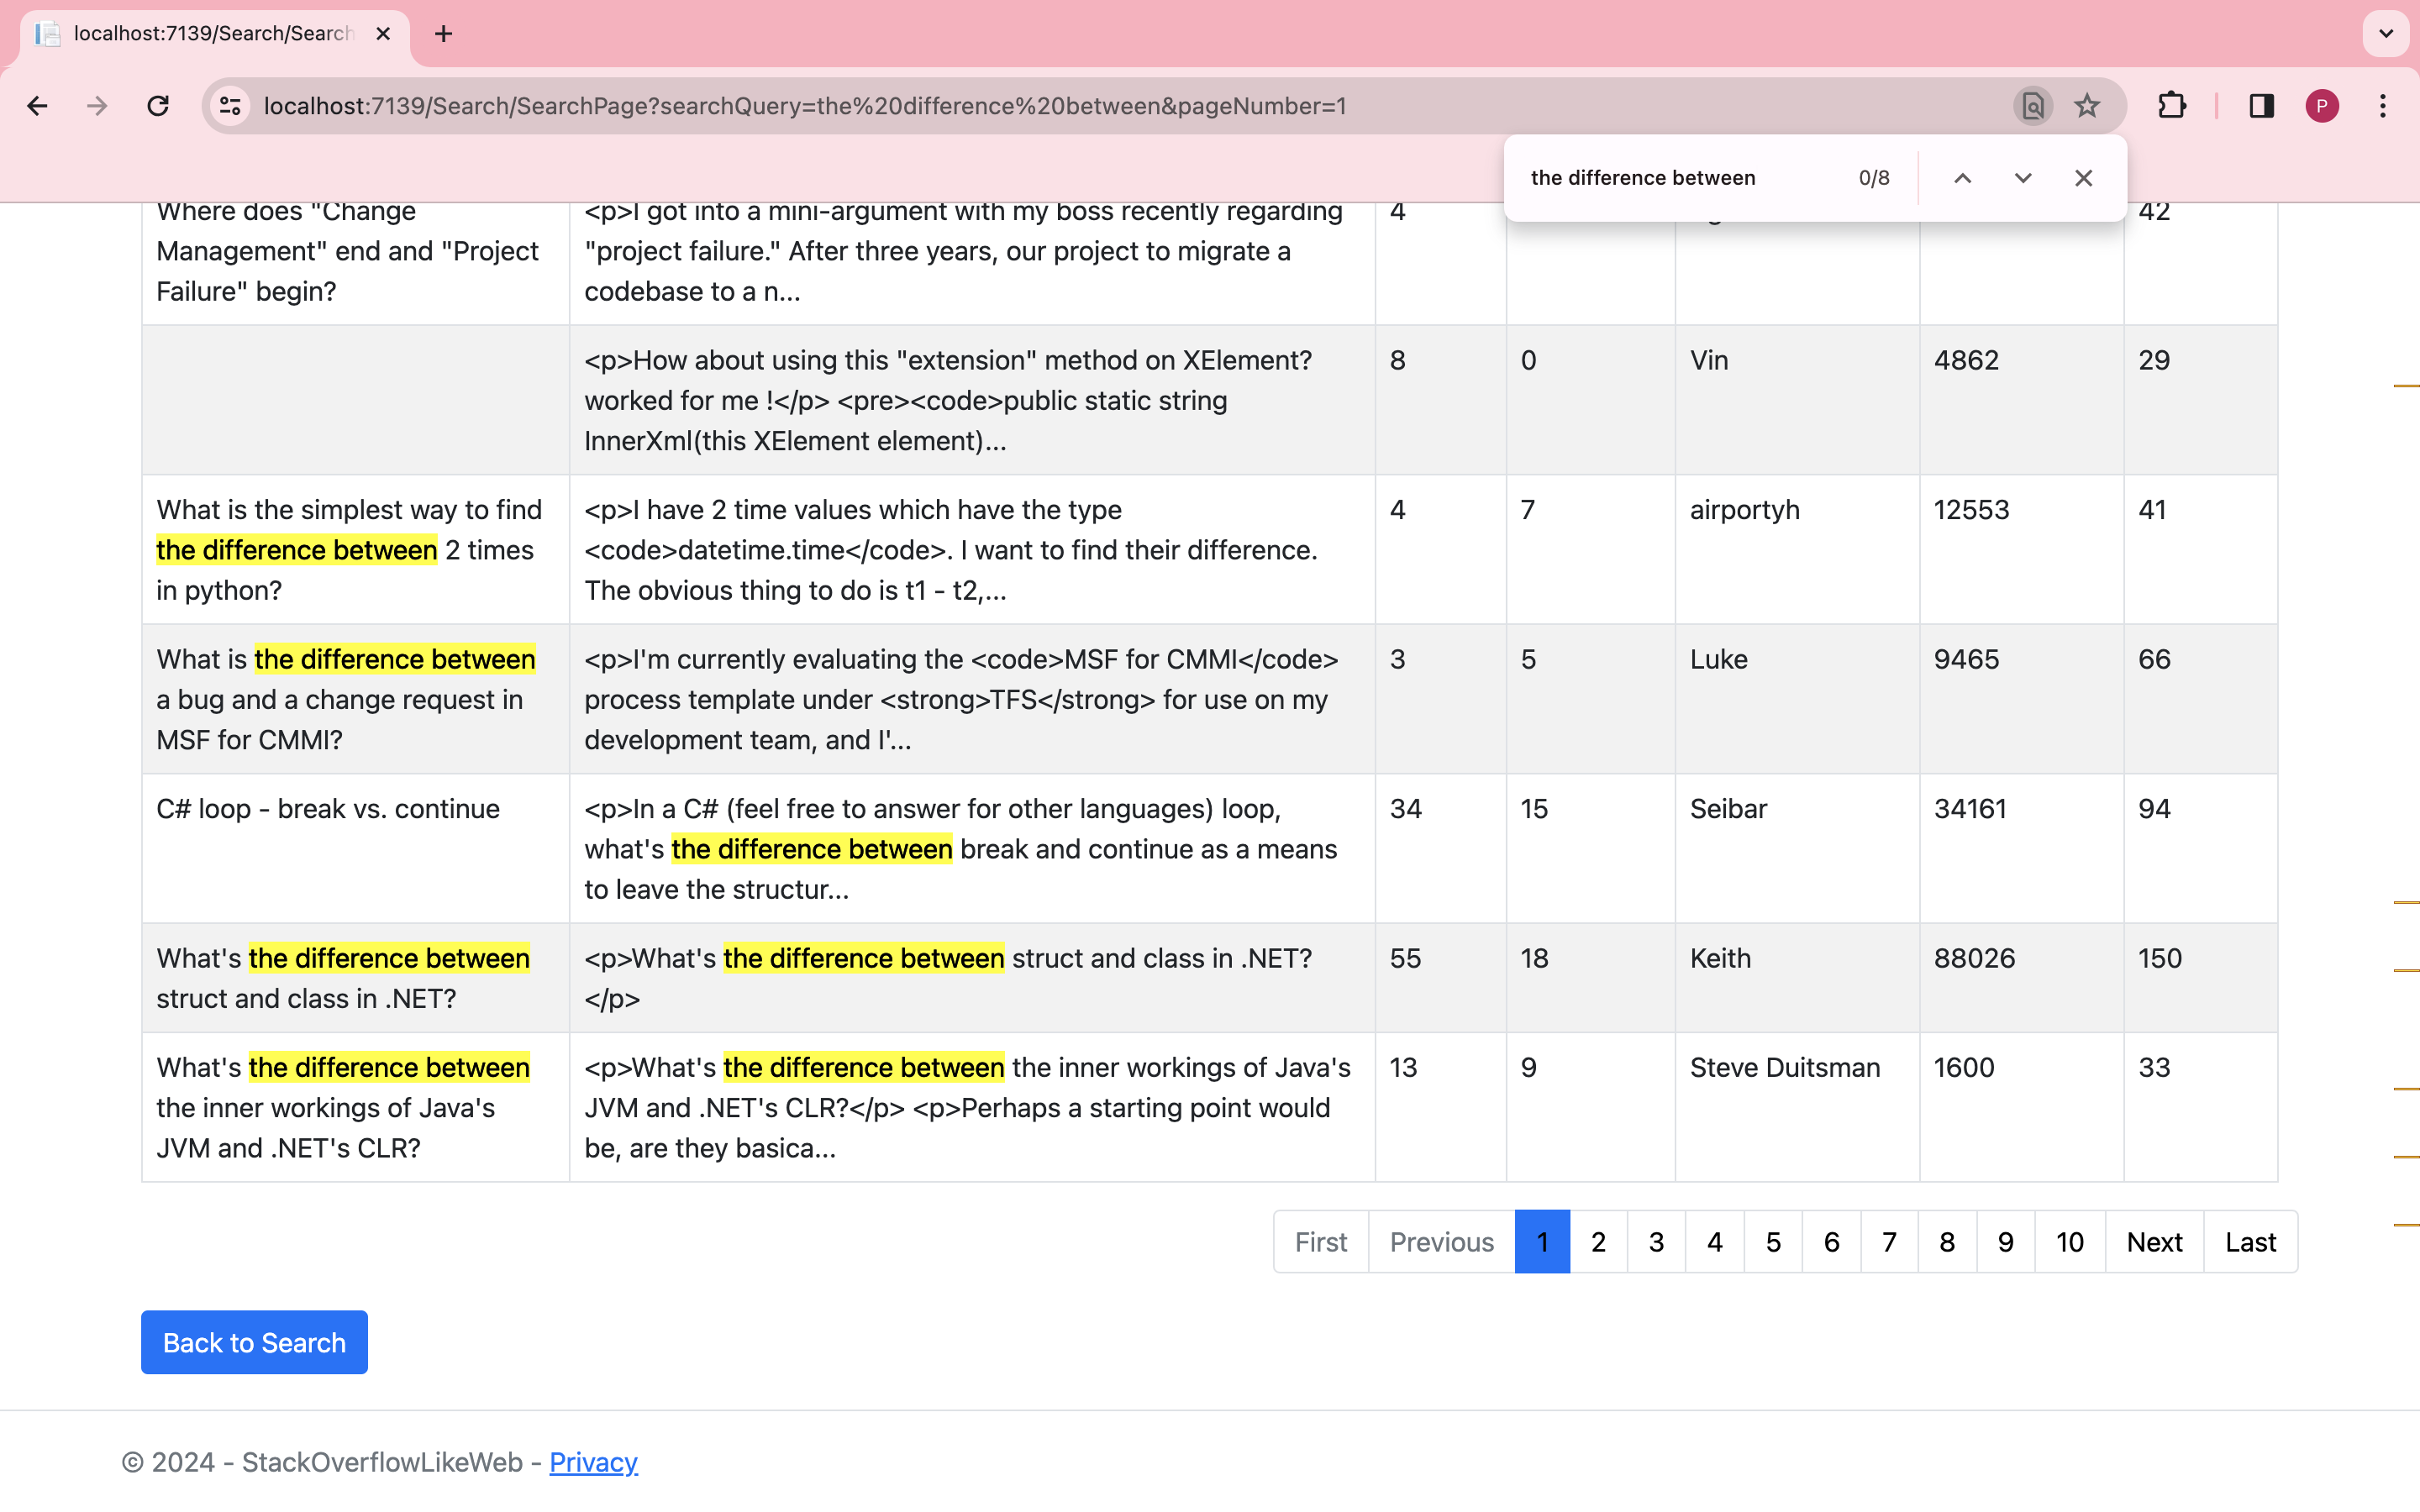 localhost:7139/Search/Search
localhost:7139/Search/SearchPage?searchQuery=the%20difference%20between&pageNumber=1
P
the difference between 0/8
Where does "Change
Management" end and "Project
Failure" begin?
<p>I got into a mini-argument with my boss recently regarding
"project failure." After three years, our project to migrate a
codebase to a n...
4
42
<p>How about using this "extension" method on XElement?
worked for me !</p> <pre><code>public static string
InnerXml(this XElement element)...
8
0
Vin
4862
29
What is the simplest way to find
the difference between 2 times
in python?
<p>I have 2 time values which have the type
<code>datetime.time</code>. I want to find their difference.
The obvious thing to do is t1 - t2,...
4
7
airportyh
12553
41
What is the difference between
a bug and a change request in
MSF for CMMI?
<p>I'm currently evaluating the <code>MSF for CMMI</code>
process template under <strong>TFS</strong> for use on my
development team, and I'...
3
5
Luke
9465
66
C# loop - break vs. continue
<p>In a C# (feel free to answer for other languages) loop,
what's the difference between break and continue as a means
to leave the structur...
34
15
Seibar
34161
94
What's the difference between
struct and class in .NET?
<p>What's the difference between struct and class in .NET?
</p>
55
18
Keith
88026
150
What's the difference between
the inner workings of Java's
JVM and .NET's CLR?
<p>What's the difference between the inner workings of Java's
JVM and .NET's CLR?</p> <p>Perhaps a starting point would
be, are they basica...
13
9
Steve Duitsman
1600
33
First Previous 1 2 3 4 5 6 7 8 9 10 Next Last
Back to Search
© 2024 - StackOverflowLikeWeb - Privacy